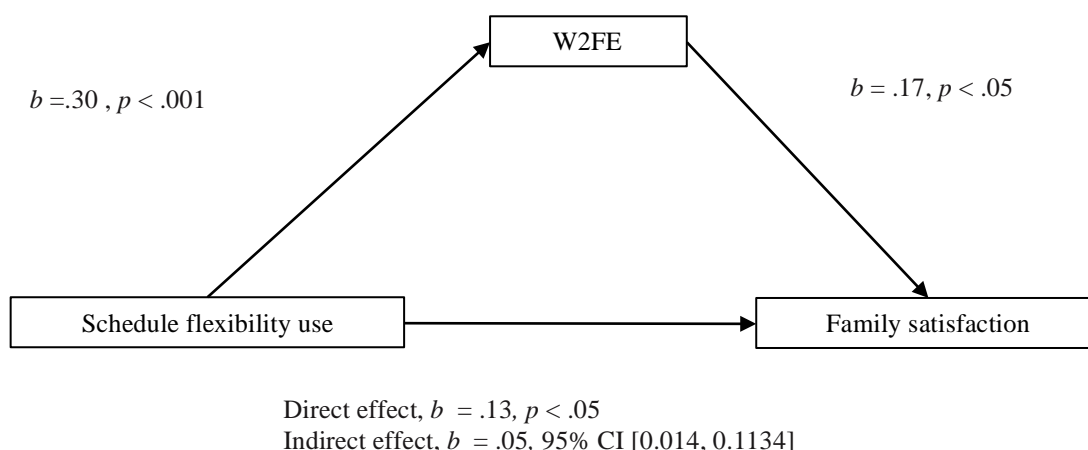 W2FE
b =.30 , p < .001
b = .17, p < .05
Schedule flexibility use
Family satisfaction
Direct effect, b = .13, p < .05
Indirect effect, b = .05, 95% CI [0.014, 0.1134]